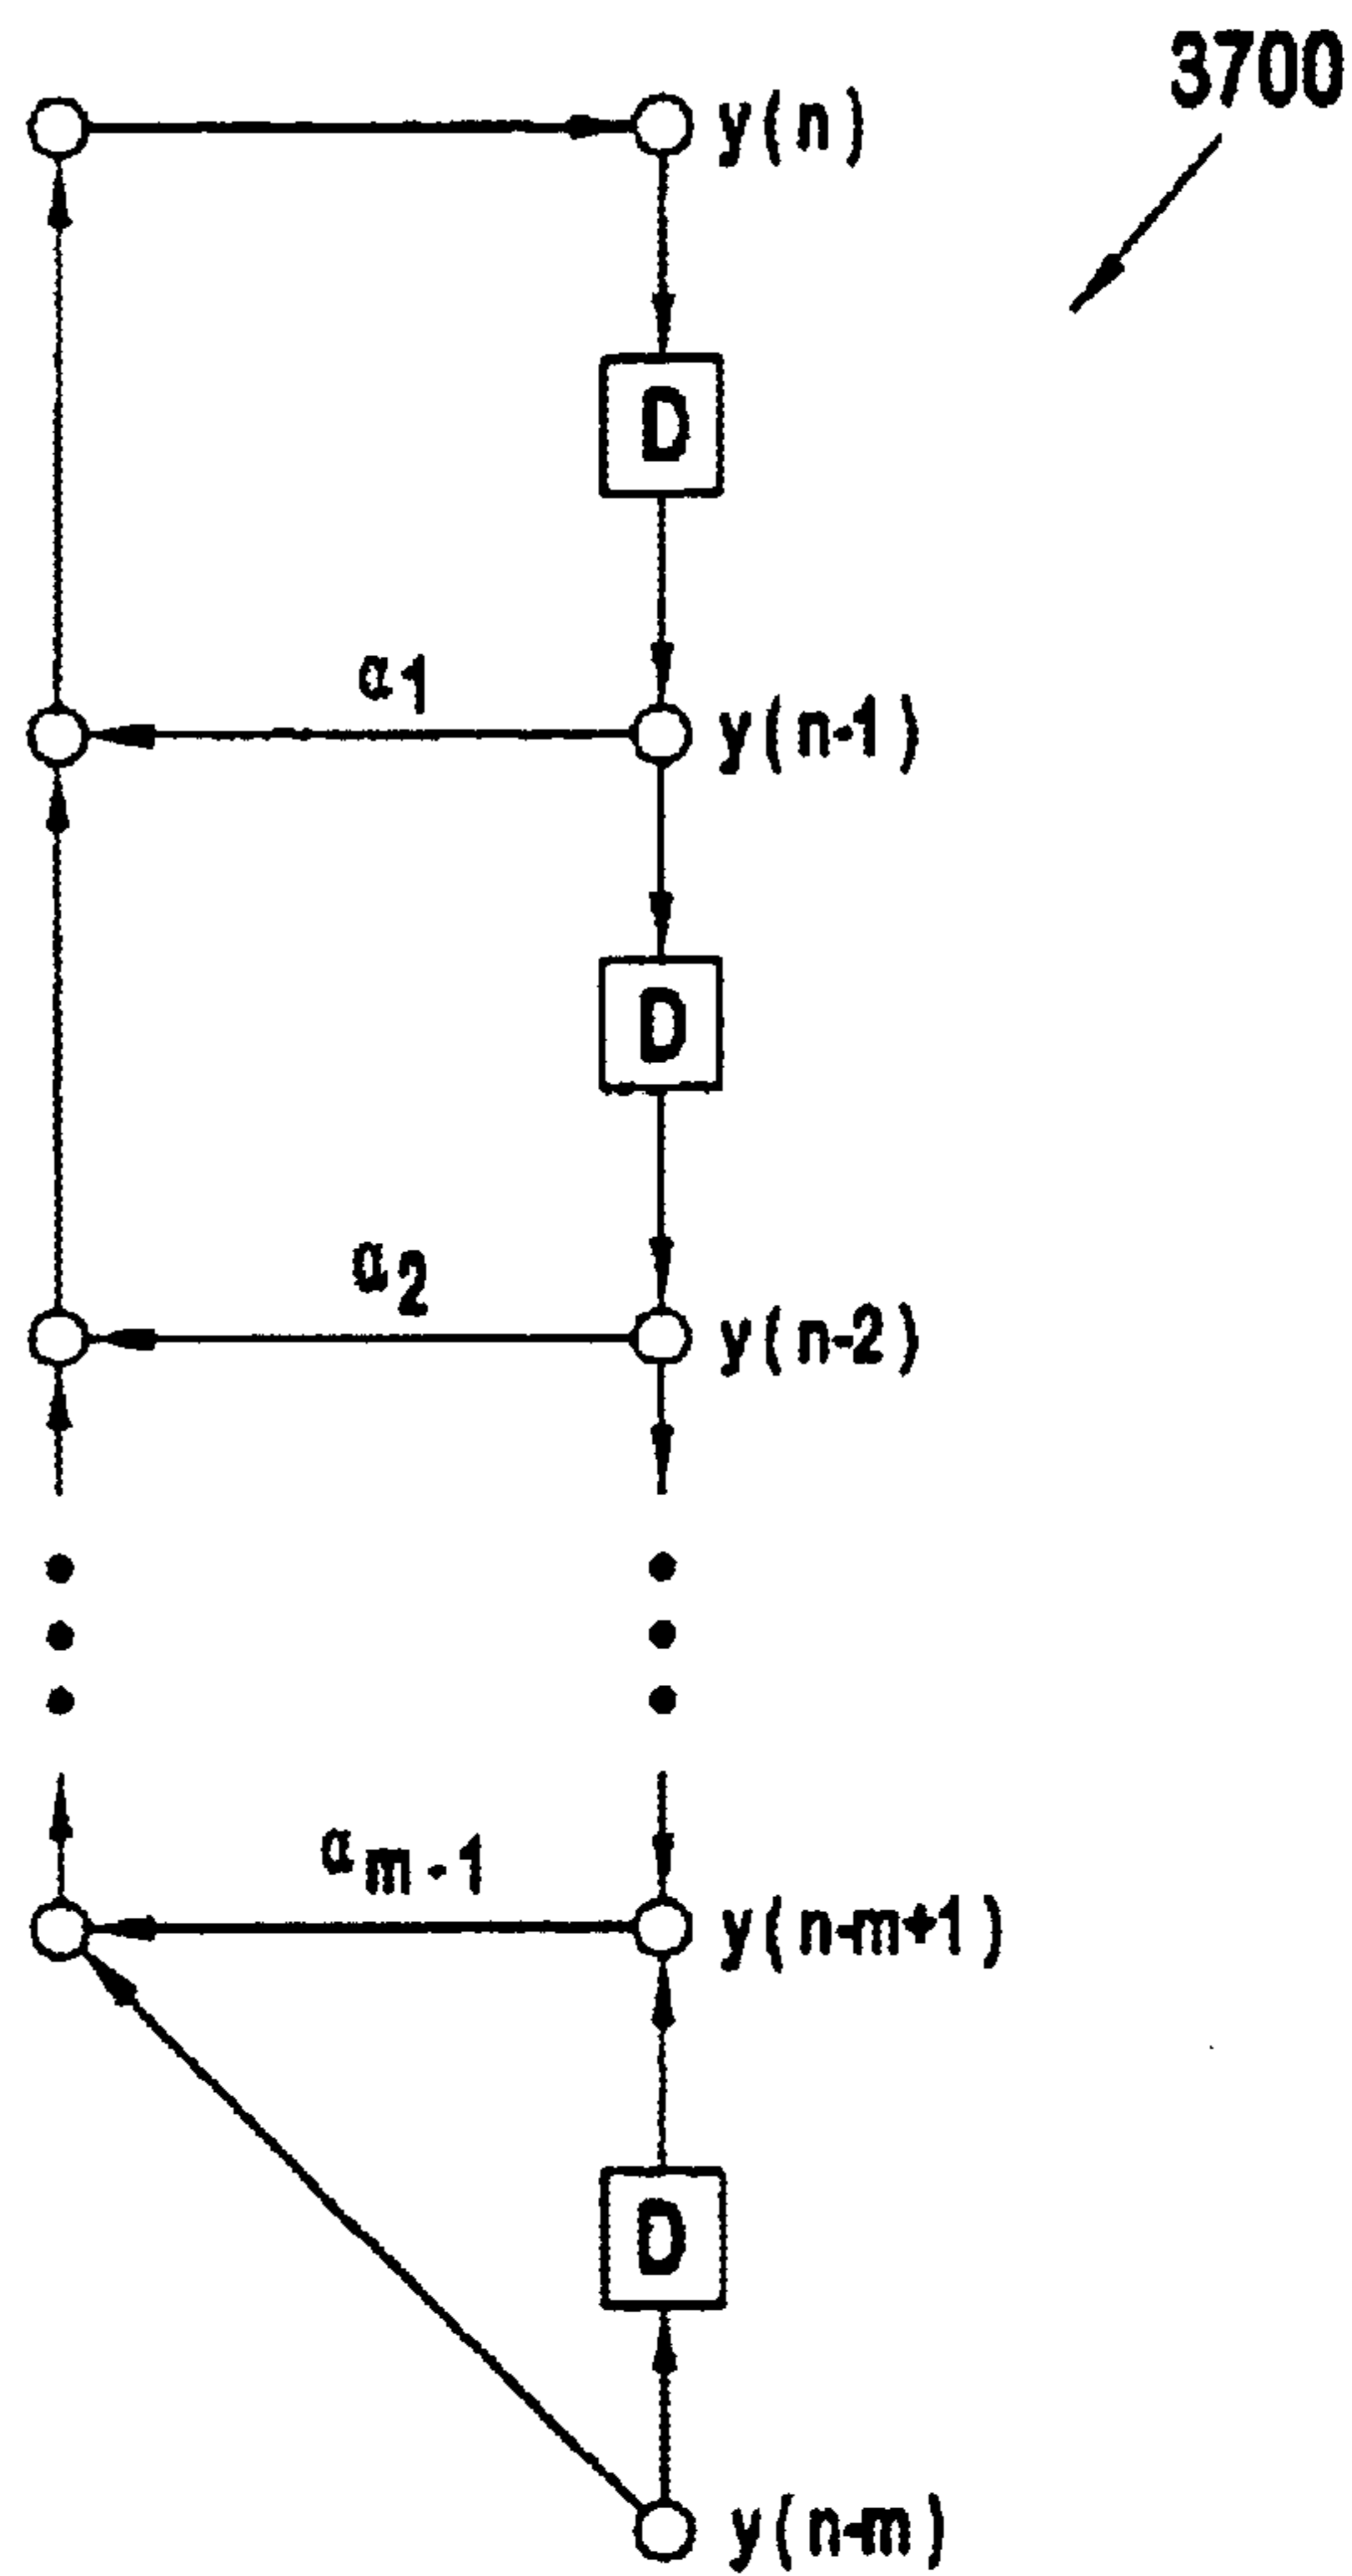 3700
y(n)
D
α1
y(n-1)
D
α2
y(n-2)
αm-1
y(n-m+1)
D
y(n-m)